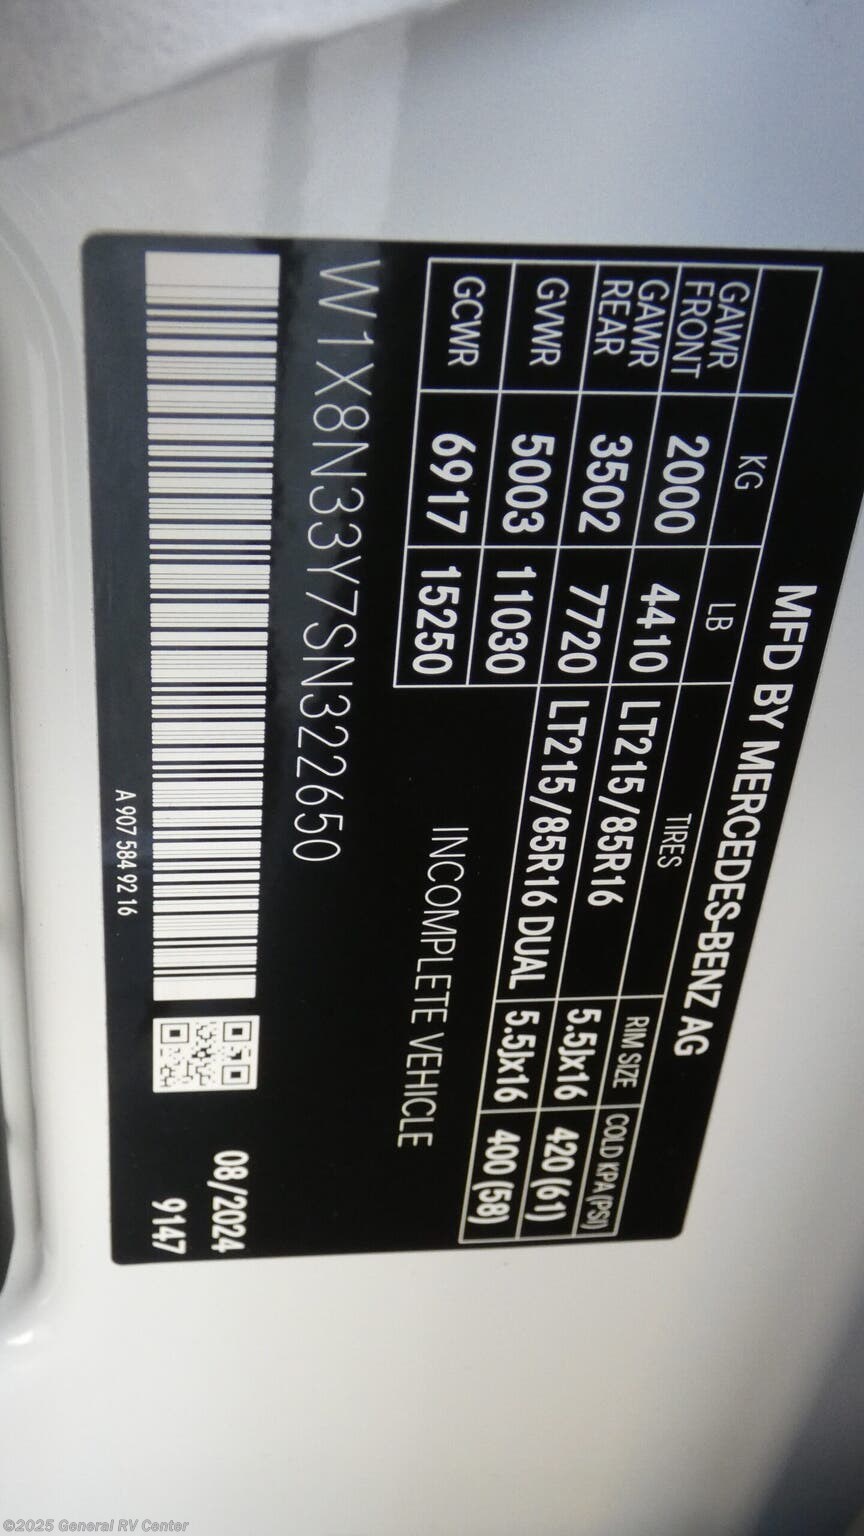 MFD BY MERCEDES-BENZ AG
KG LB TIRES RIM SIZE COLD KPA (PSI)
GAWR FRONT 2000 4410 LT215/85R16 5.5Jx16 420 (61)
GAWR REAR 3502 7720 LT215/85R16 DUAL 5.5Jx16 400 (58)
GVWR 5003 11030
GCWR 6917 15250
INCOMPLETE VEHICLE
W1X8N33Y7SN322650
08/2024
9147
A 907 584 92 16
©2025 General RV Center